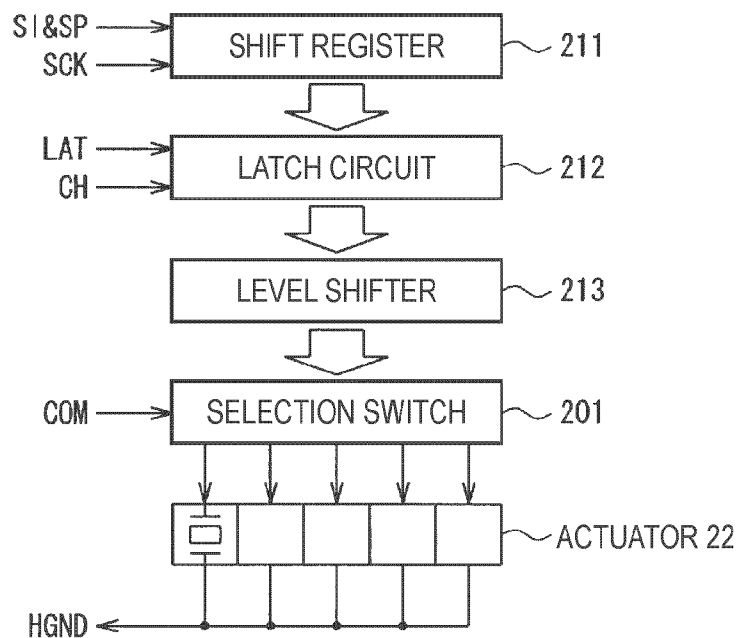 SI&SP
SHIFT REGISTER
211
SCK
LAT
LATCH CIRCUIT
212
CH
LEVEL SHIFTER
213
COM
SELECTION SWITCH
201
ACTUATOR 22
HGND